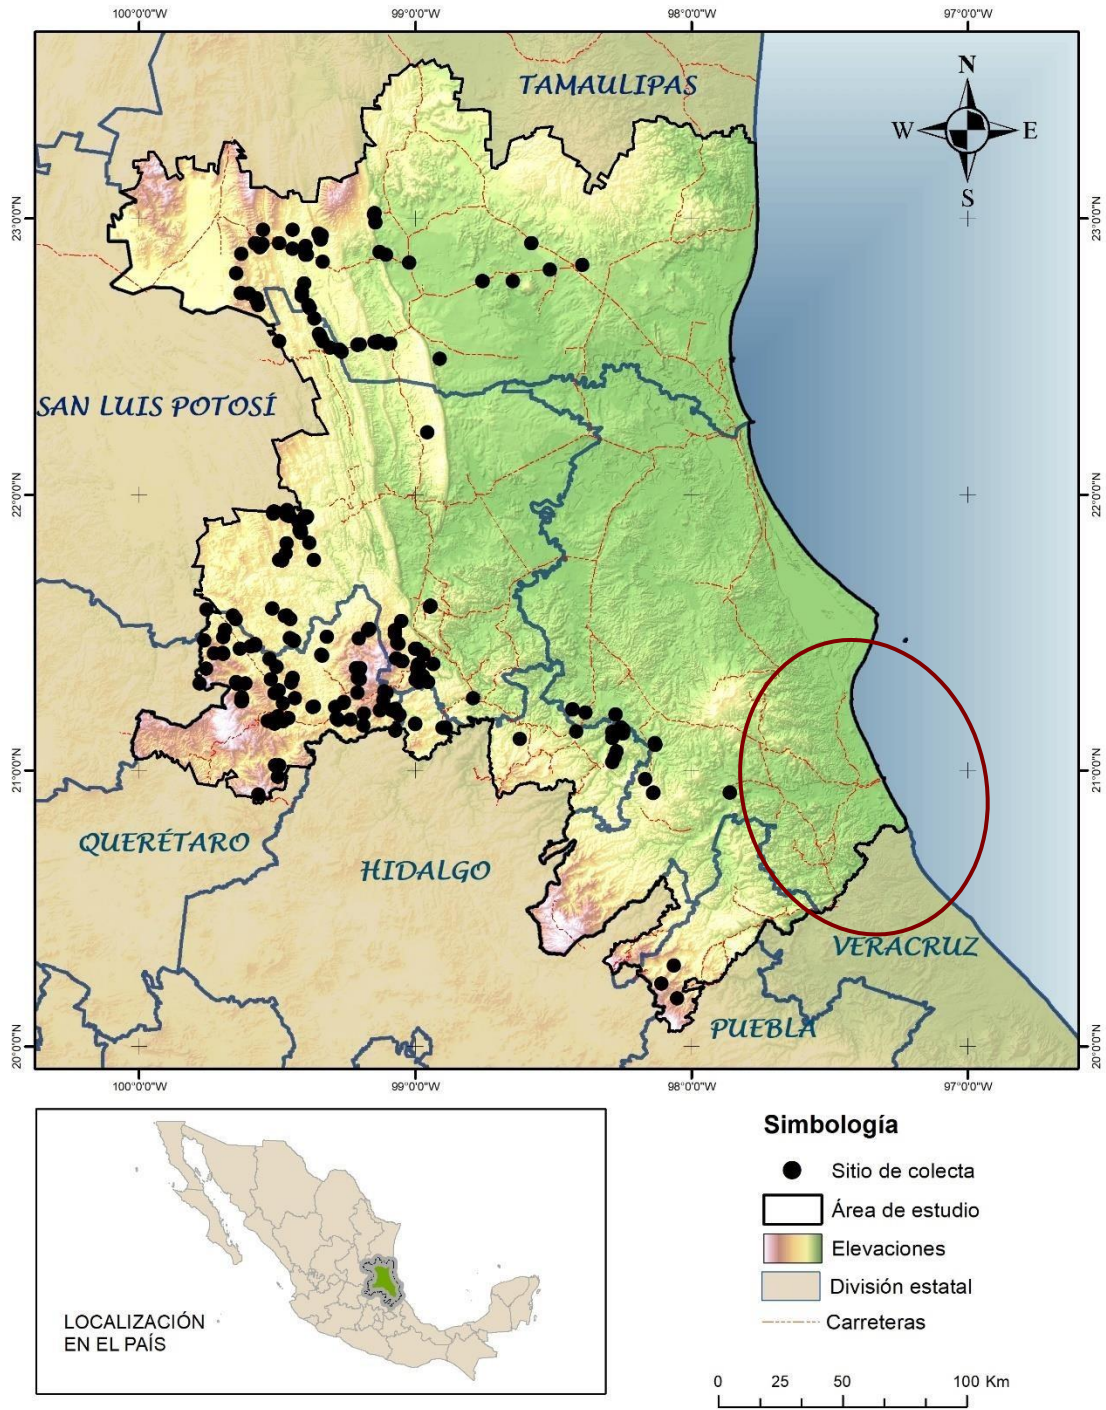 100°0'0"W 99°0'0"W 98°0'0"W 97°0'0"W
TAMAULIPAS
N
W E
S
23°0'0"N 23°0'0"N
SAN LUIS POTOSÍ
22°0'0"N 22°0'0"N
21°0'0"N 21°0'0"N
QUERÉTARO
HIDALGO
VERACRUZ
PUEBLA
20°0'0"N 20°0'0"N
100°0'0"W 99°0'0"W 98°0'0"W 97°0'0"W
LOCALIZACIÓN
EN EL PAÍS
Simbología
Sitio de colecta
Área de estudio
Elevaciones
División estatal
Carreteras
0 25 50 100 Km